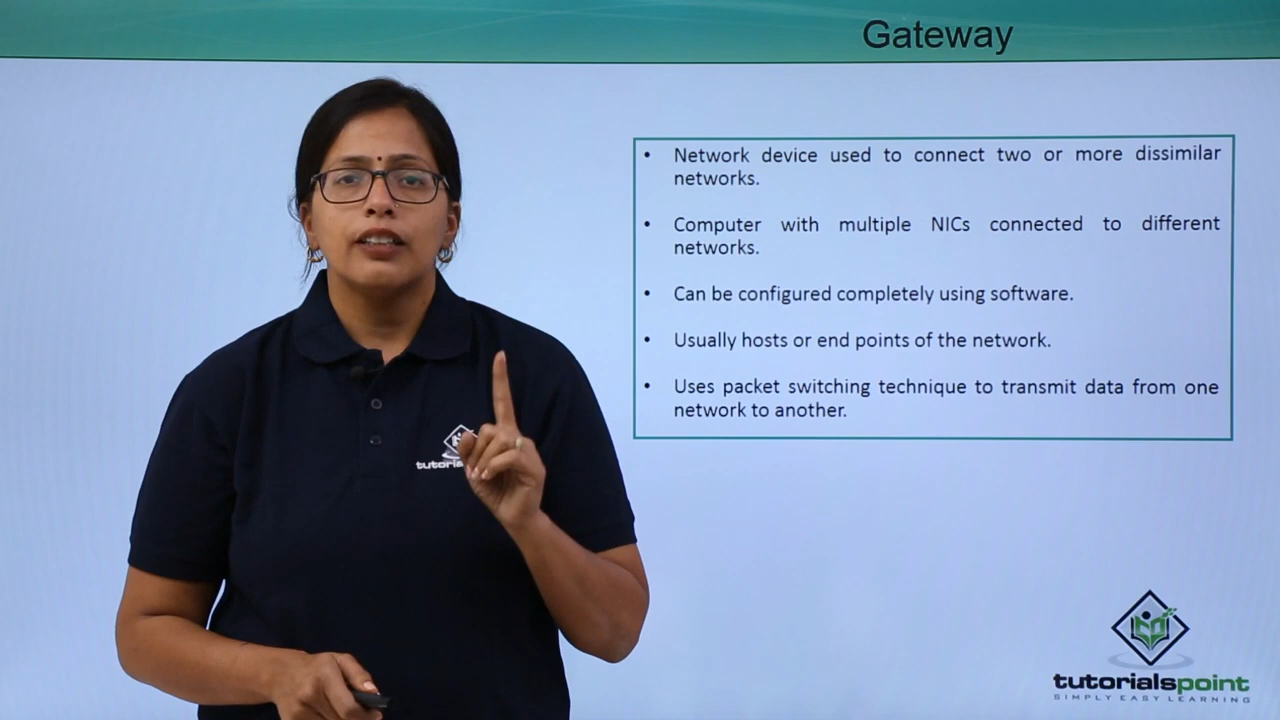 Gateway
• Network device used to connect two or more dissimilar
networks.
• Computer with multiple NICs connected to different
networks.
• Can be configured completely using software.
• Usually hosts or end points of the network.
• Uses packet switching technique to transmit data from one
network to another.
tutoria
tutorialspoint
SIMPLY EASY LEARNING